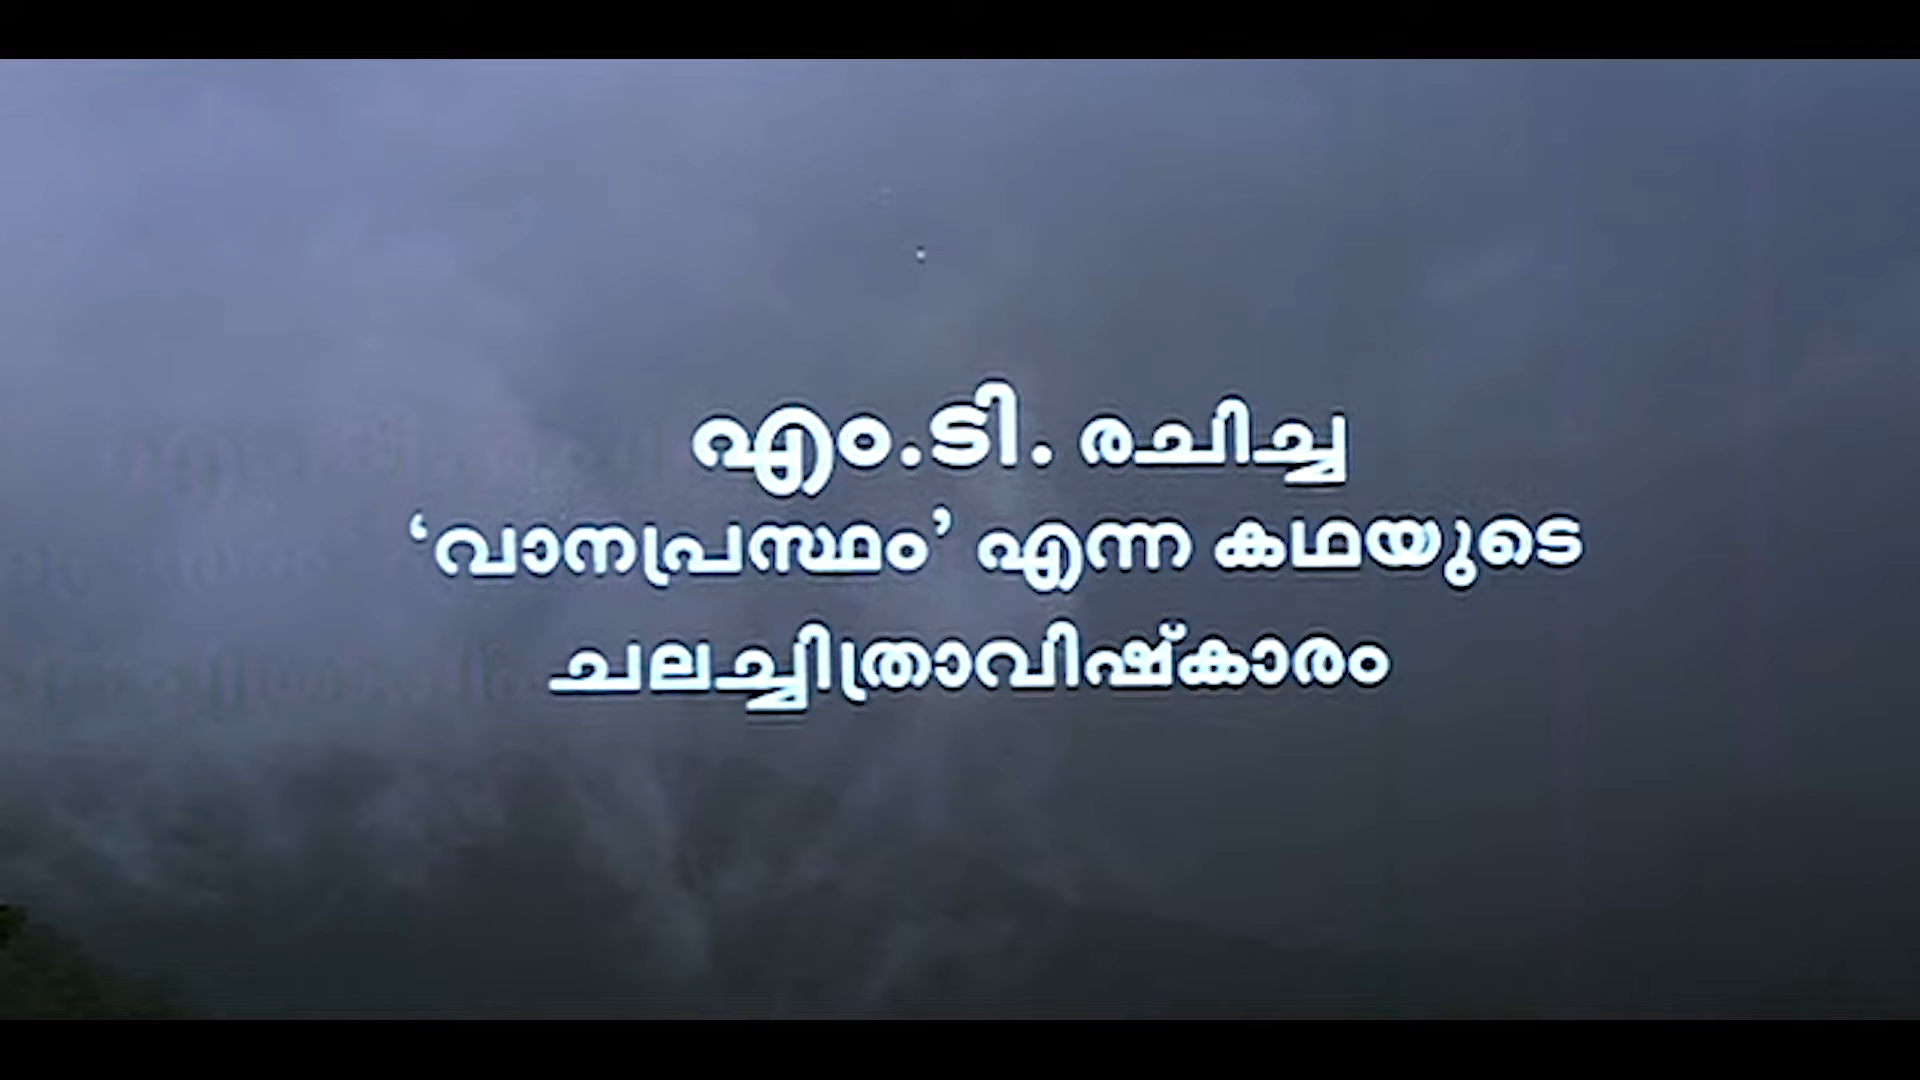 എം.ടി. രചിച്ച
‘വാനപ്രസ്ഥം’ എന്ന കഥയുടെ
ചലച്ചിത്രാവിഷ്കാരം